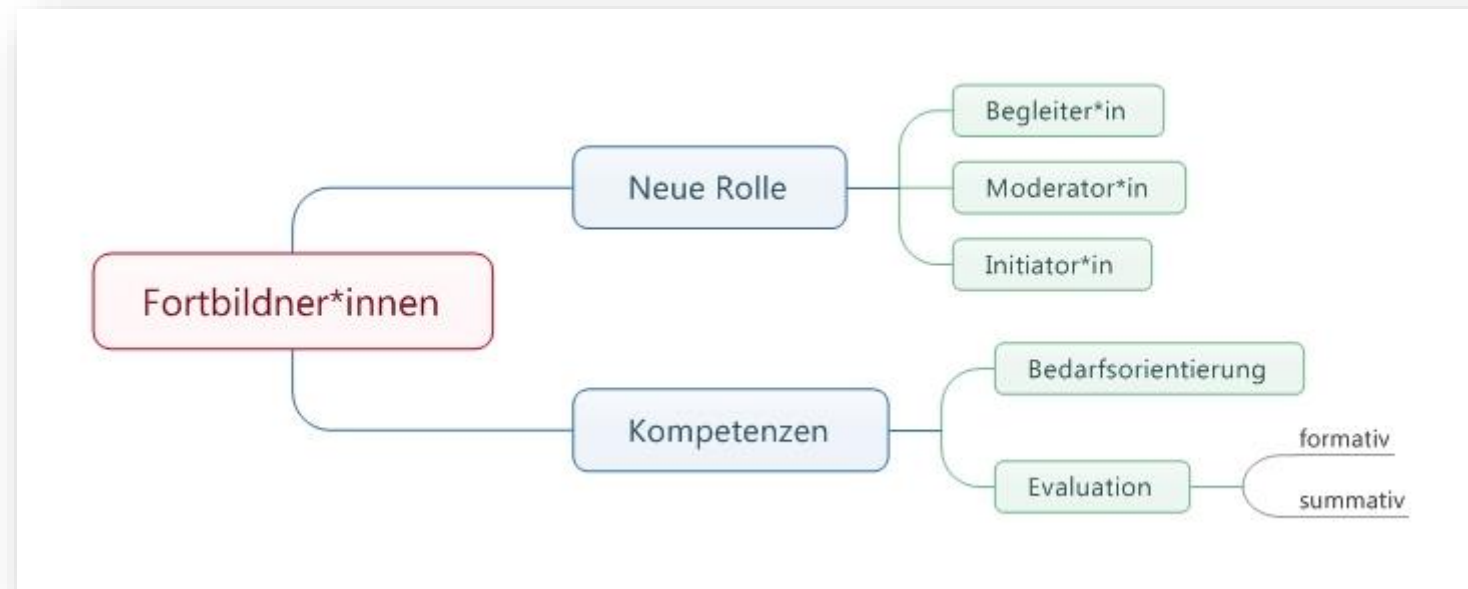 Fortbildner*innen
Neue Rolle
Begleiter*in
Moderator*in
Initiator*in
Kompetenzen
Bedarfsorientierung
Evaluation
formativ
summativ